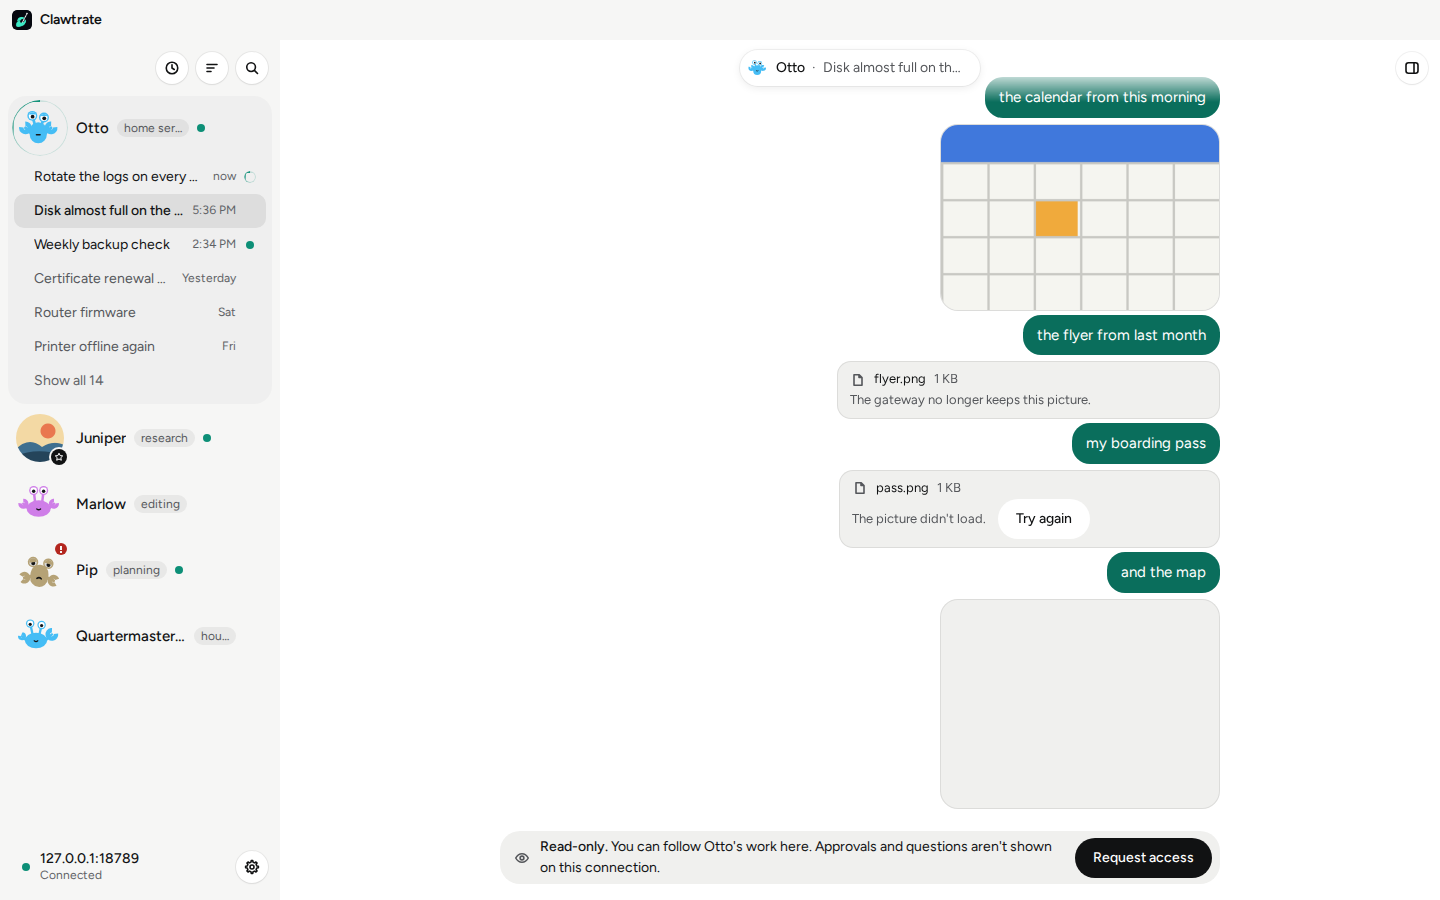 Clawtrate
Otto home ser...
Rotate the logs on every ... now
Disk almost full on the ... 5:36 PM
Weekly backup check 2:34 PM
Certificate renewal ... Yesterday
Router firmware Sat
Printer offline again Fri
Show all 14
Juniper research
Marlow editing
Pip planning
Quartermaster... hou...
127.0.0.1:18789
Connected
Otto · Disk almost full on th...
the calendar from this morning
the flyer from last month
flyer.png 1 KB
The gateway no longer keeps this picture.
my boarding pass
pass.png 1 KB
The picture didn't load. Try again
and the map
Read-only. You can follow Otto's work here. Approvals and questions aren't shown
on this connection.
Request access